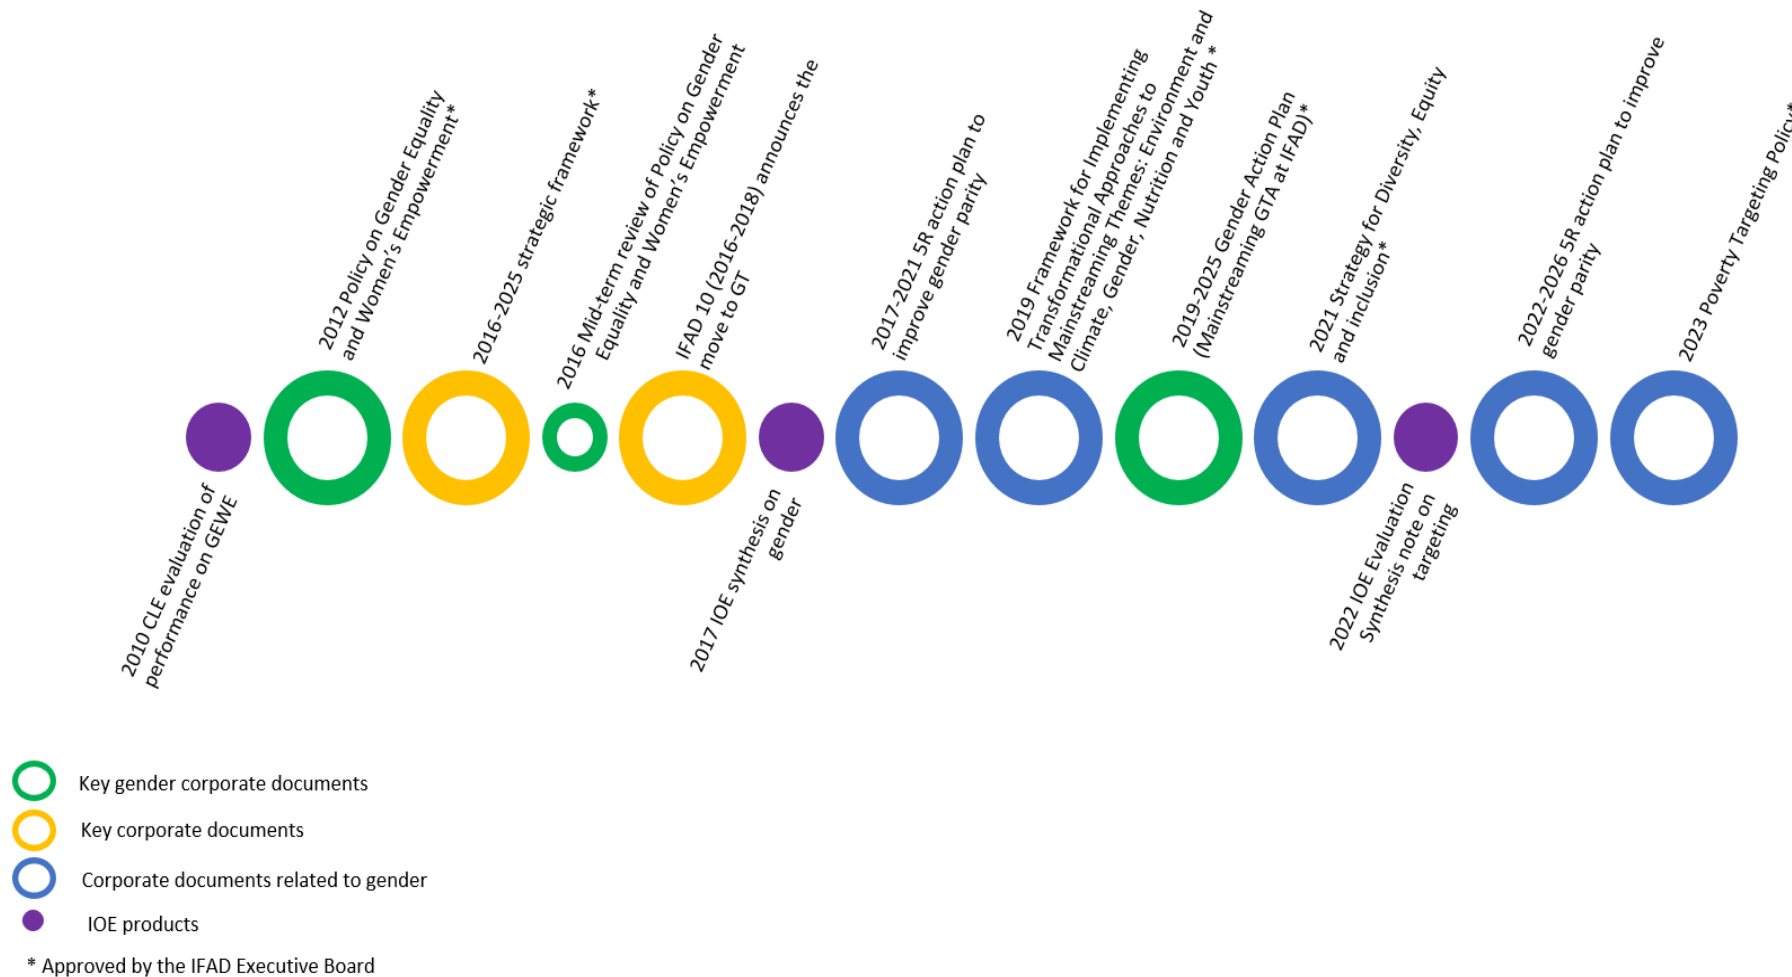 2012 Policy on Gender Equality
and Women's Empowerment*
2016-2025 strategic framework*
2016 Mid-term review of Policy on Gender
Equality and Women's Empowerment
IFAD 10 (2016-2018) announces the
move to GT
2017-2021 5R action plan to
improve gender parity
2019 Framework for Implementing
Transformational Approaches to
Mainstreaming Themes: Environment and
Climate, Gender, Nutrition and Youth *
2019-2025 Gender Action Plan
(Mainstreaming GTA at IFAD)*
2021 Strategy for Diversity, Equity
and inclusion*
2022-2026 5R action plan to improve
gender parity
2023 Poverty Targeting Policy*
2010 CLE evaluation of
performance on GEWE
2017 IOE synthesis on
gender
2022 IOE Evaluation
Synthesis note on
targeting
Key gender corporate documents
Key corporate documents
Corporate documents related to gender
IOE products
* Approved by the IFAD Executive Board